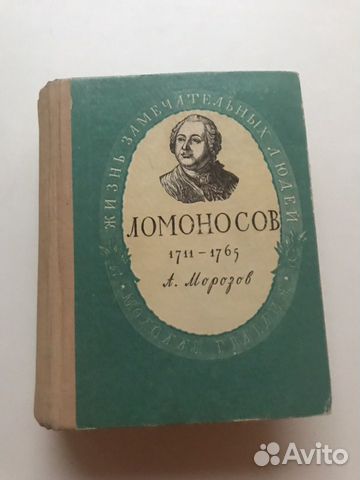 ЖИЗНЬ ЗАМЕЧАТЕЛЬНЫХ ЛЮДЕЙ
ЛОМОНОСОВ
1711–1765
А. Морозов
МОЛОДАЯ ГВАРДИЯ
Avito